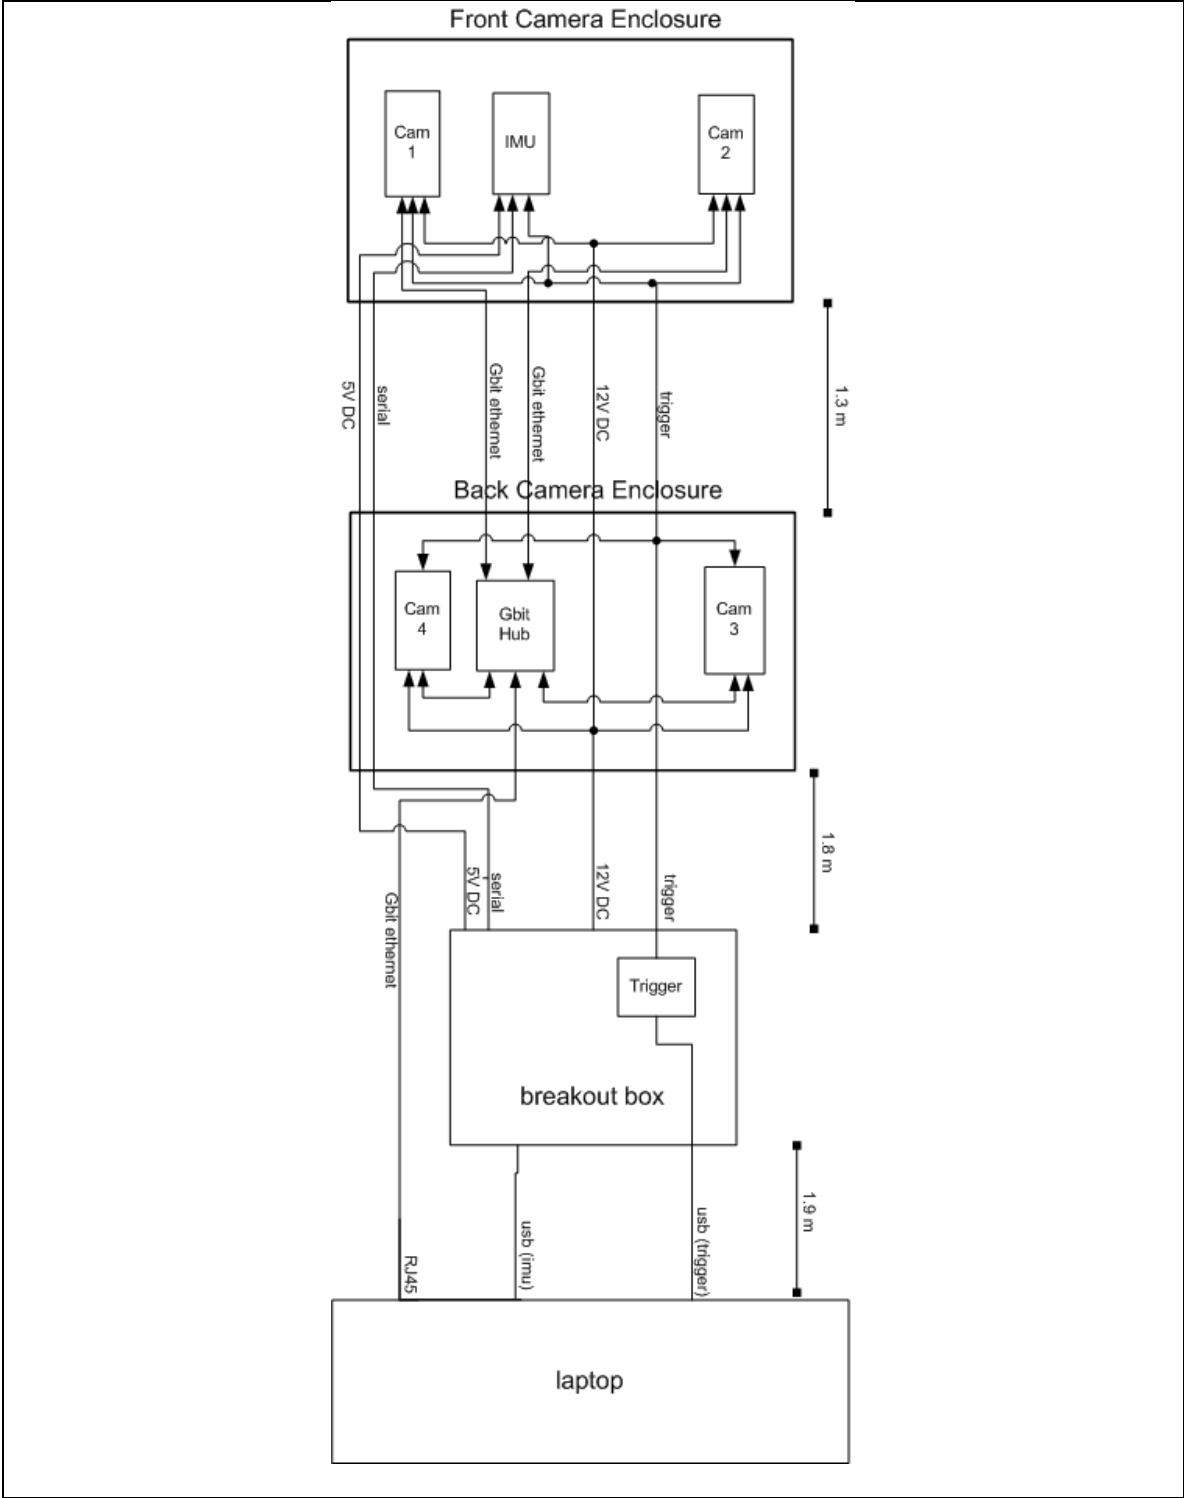 Front Camera Enclosure
Cam
1
IMU
Cam
2
5V DC
serial
Gbit ethernet
Gbit ethernet
12V DC
trigger
1.3 m
Back Camera Enclosure
Cam
4
Gbit
Hub
Cam
3
1.8 m
Gbit ethernet
5V DC
serial
12V DC
trigger
Trigger
breakout box
1.9 m
RJ45
usb (imu)
usb (trigger)
laptop